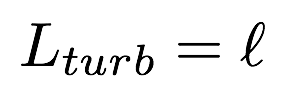 L_{turb} = ℓ